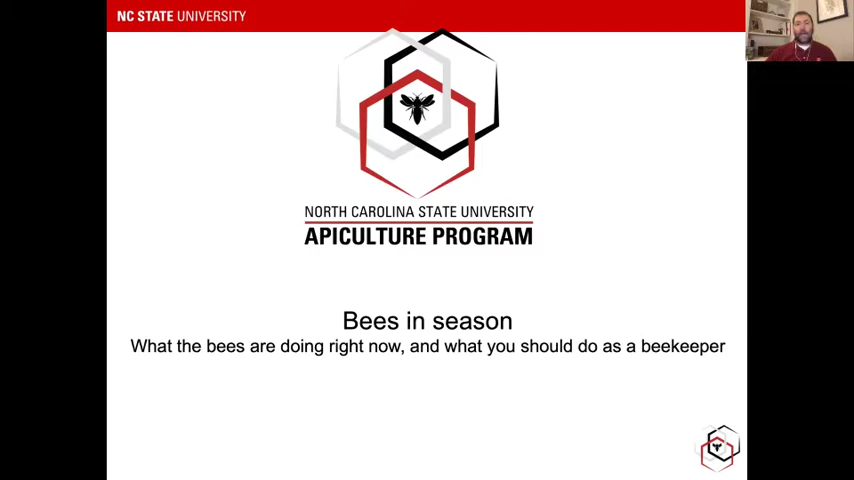 NC STATE UNIVERSITY
NORTH CAROLINA STATE UNIVERSITY
APICULTURE PROGRAM
Bees in season
What the bees are doing right now, and what you should do as a beekeeper